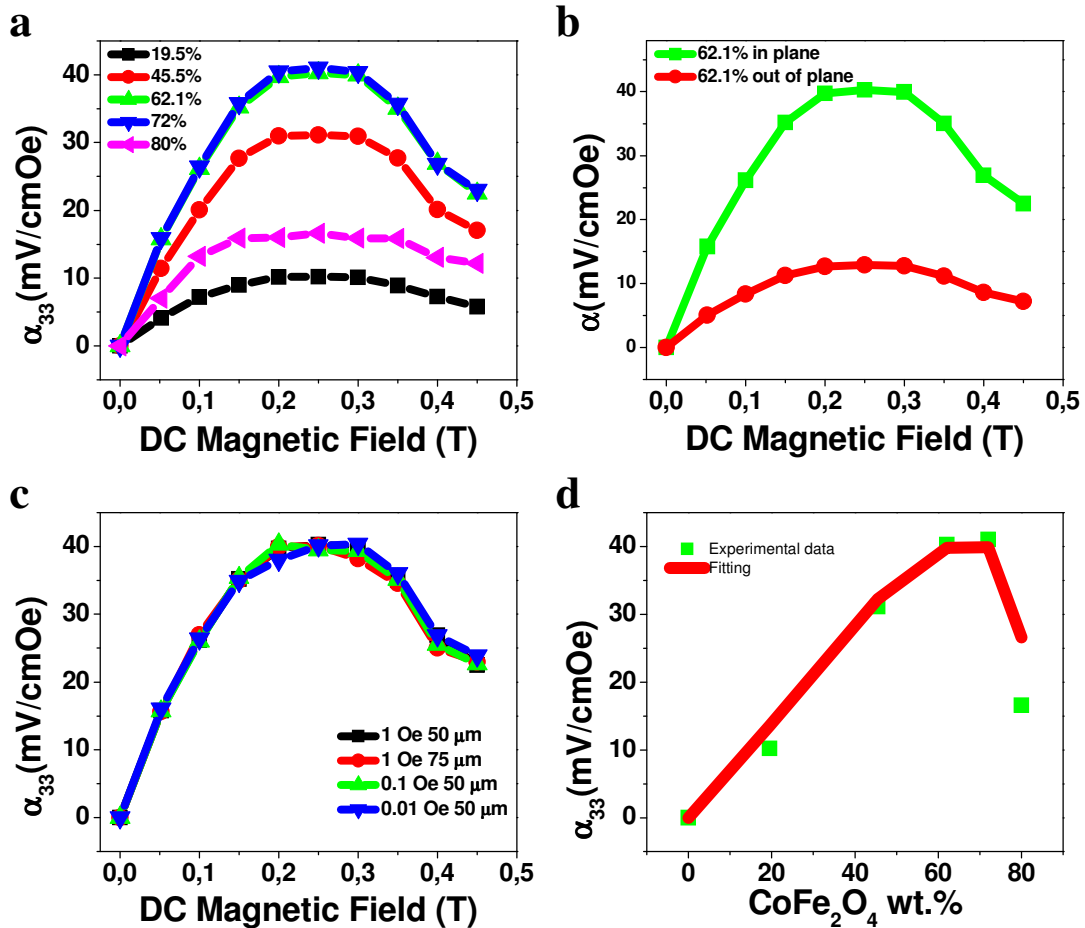 a
19.5%
45.5%
62.1%
72%
80%
40
30
20
10
0
α₃₃(mV/cmOe)
0,0 0,1 0,2 0,3 0,4 0,5
DC Magnetic Field (T)
b
62.1% in plane
62.1% out of plane
40
30
20
10
0
α(mV/cmOe)
0,0 0,1 0,2 0,3 0,4 0,5
DC Magnetic Field (T)
c
40
30
20
10
0
α₃₃(mV/cmOe)
1 Oe 50 μm
1 Oe 75 μm
0.1 Oe 50 μm
0.01 Oe 50 μm
0,0 0,1 0,2 0,3 0,4 0,5
DC Magnetic Field (T)
d
Experimental data
Fitting
40
30
20
10
0
α₃₃(mV/cmOe)
0 20 40 60 80
CoFe₂O₄ wt.%